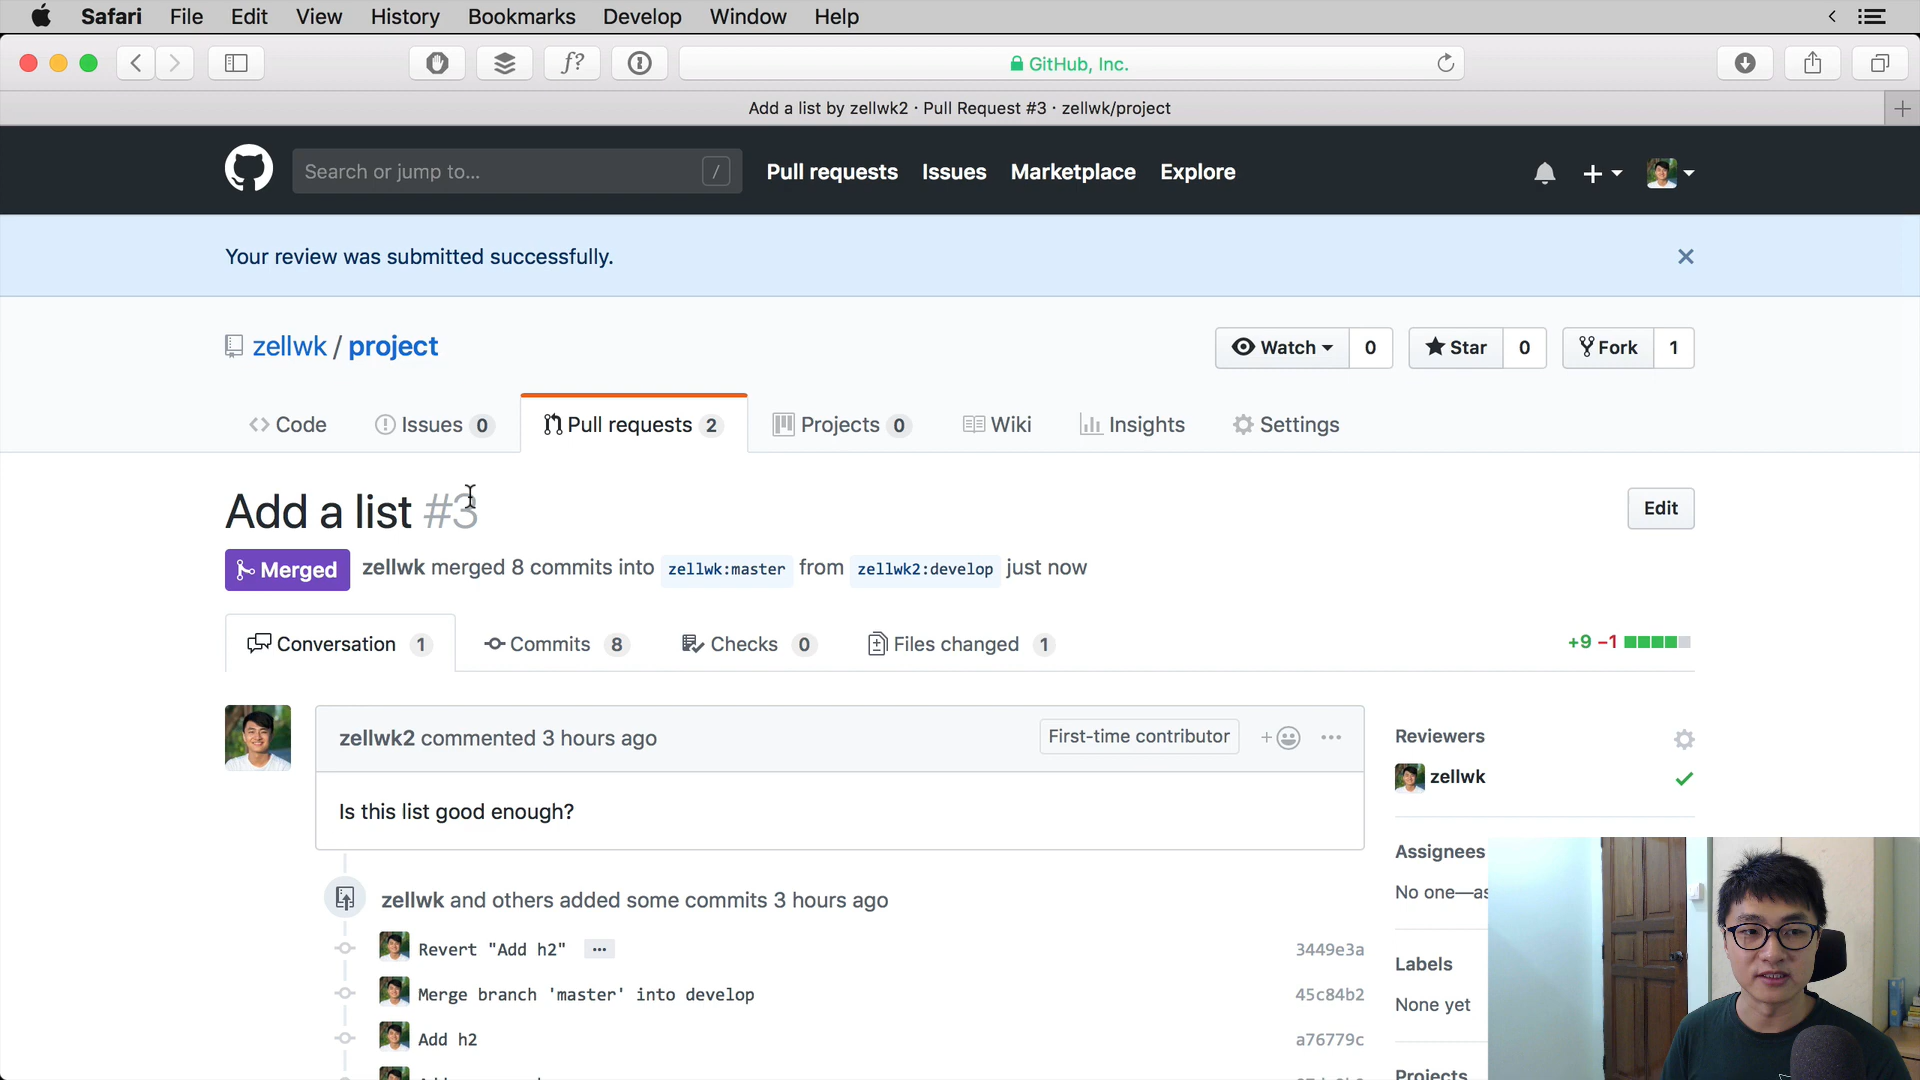 Safari File Edit View History Bookmarks Develop Window Help
f?
GitHub, Inc.
Add a list by zellwk2 · Pull Request #3 · zellwk/project
Search or jump to... / Pull requests Issues Marketplace Explore
Your review was submitted successfully.
zellwk / project Watch 0 Star 0 Fork 1
Code Issues 0 Pull requests 2 Projects 0 Wiki Insights Settings
Add a list #3 Edit
Merged zellwk merged 8 commits into zellwk:master from zellwk2:develop just now
Conversation 1 Commits 8 Checks 0 Files changed 1 +9 −1
zellwk2 commented 3 hours ago First-time contributor
Is this list good enough?
Reviewers
zellwk
Assignees
No one—as
Labels
None yet
Projects
zellwk and others added some commits 3 hours ago
Revert "Add h2" 3449e3a
Merge branch 'master' into develop 45c84b2
Add h2 a76779c